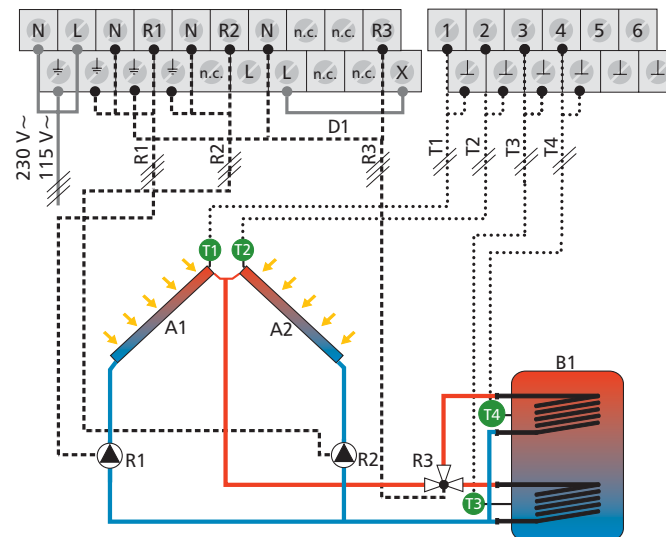 N L N R1 N R2 N n.c. n.c. R3
1 2 3 4 5 6
n.c. L L n.c. n.c. X
D1
230 V~
115 V~
R1
R2
R3
T1
T2
T3
T4
T1 T2
A1 A2
B1
T4
R1 R2 R3
T3